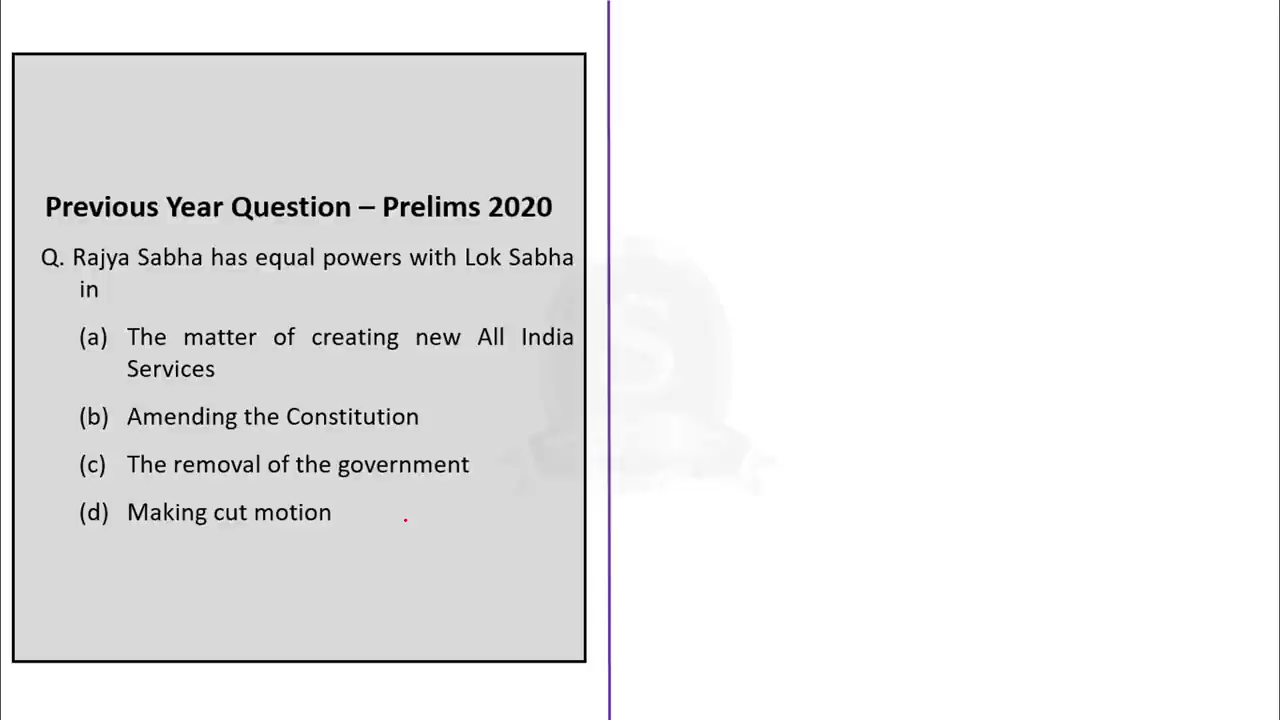 Previous Year Question – Prelims 2020
Q. Rajya Sabha has equal powers with Lok Sabha
in
(a) The matter of creating new All India
Services
(b) Amending the Constitution
(c) The removal of the government
(d) Making cut motion
S